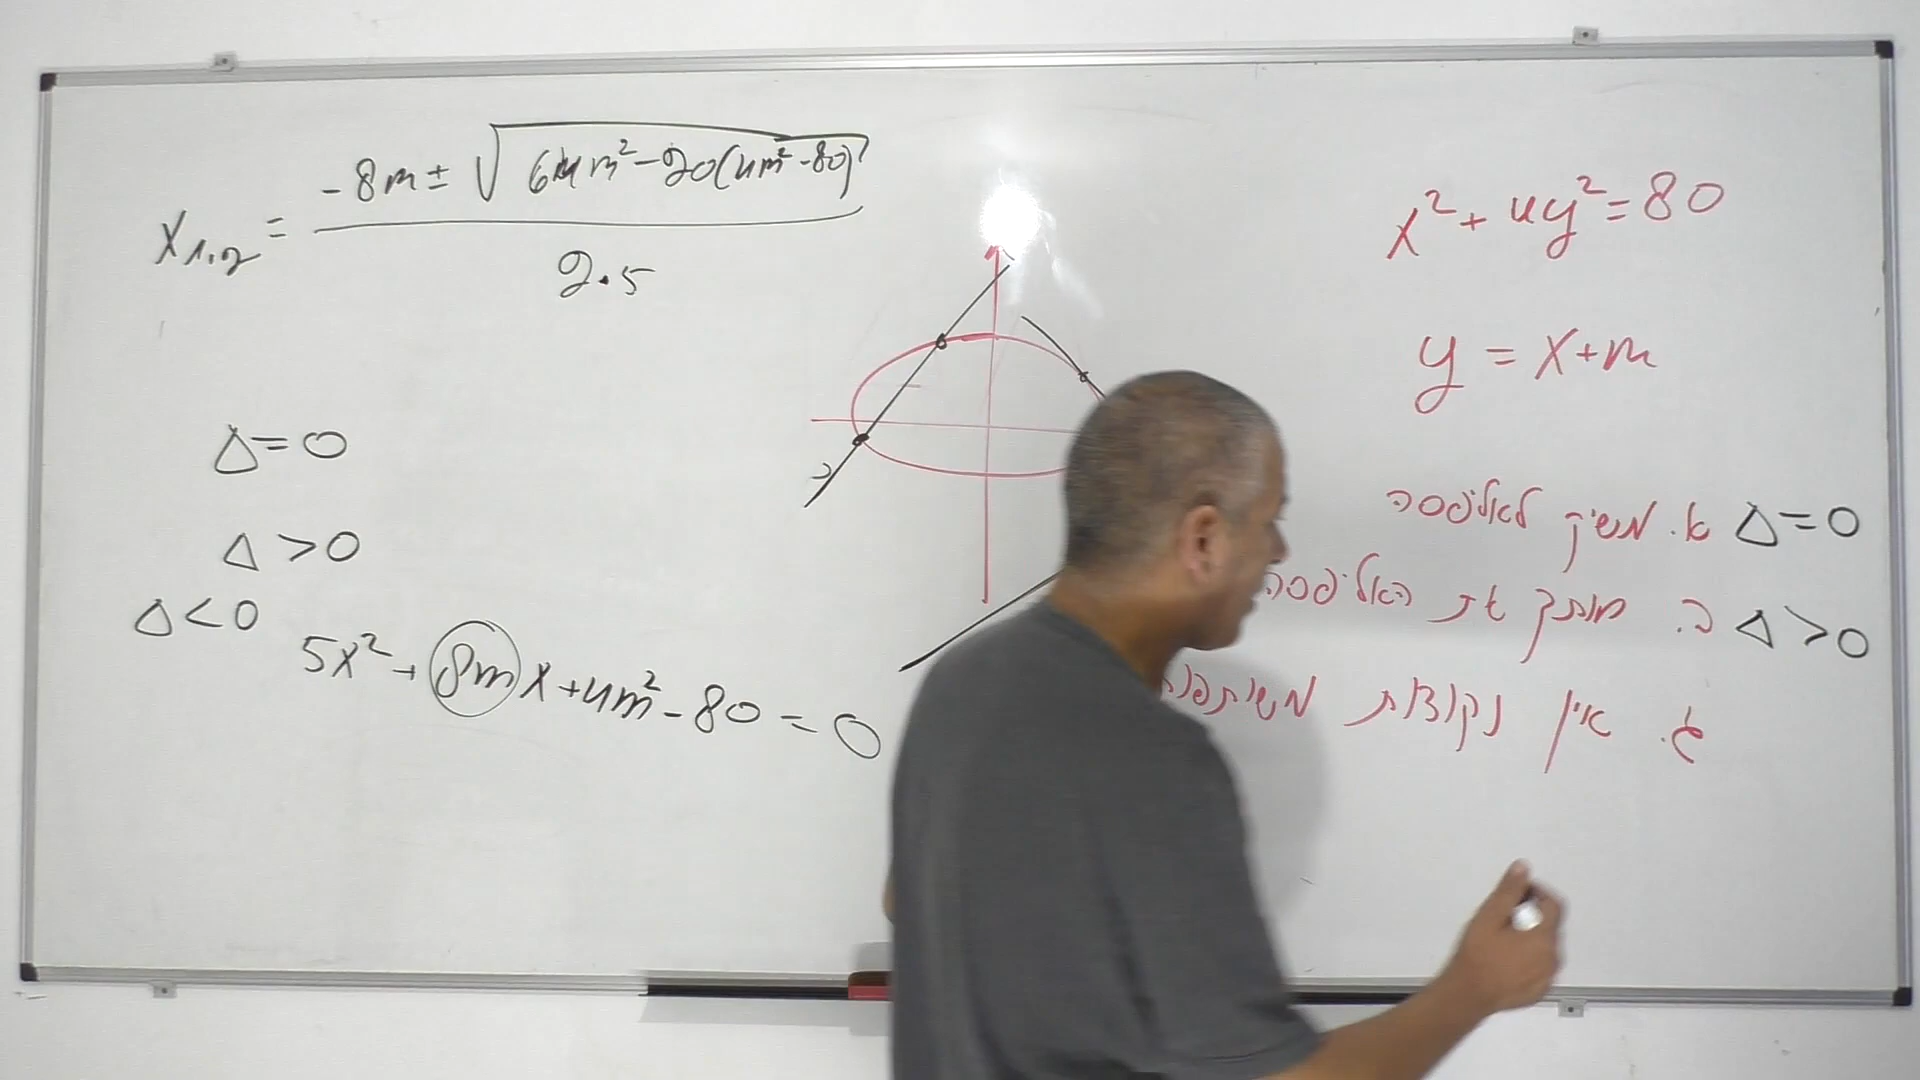 x₁,₂ = (-8m ± √(64m² - 20(4m² - 80))) / 2·5
Δ = 0
Δ > 0
Δ < 0
5x² + 8mx + 4m² - 80 = 0
x² + 4y² = 80
y = x + m
א. משיק לאליפסה Δ = 0
ב. חותך את האליפסה Δ > 0
ג. אין נקודות משותפות